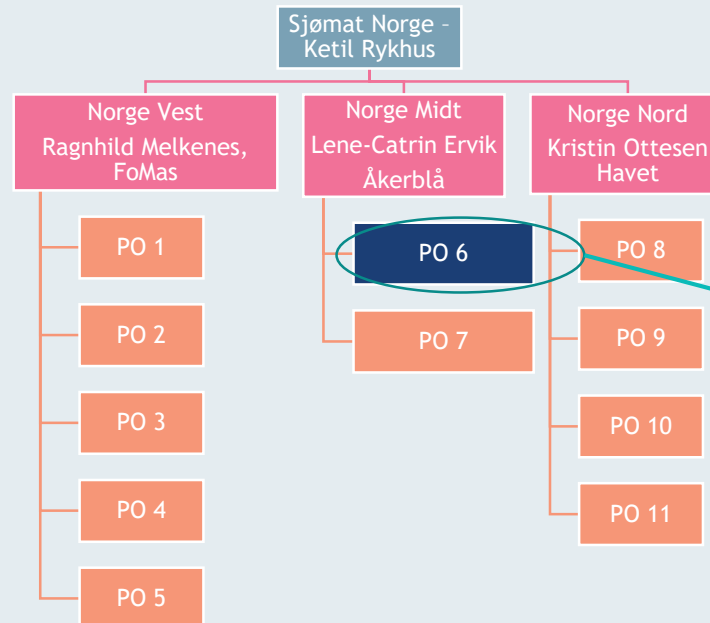 Sjømat Norge –
Ketil Rykhus
Norge Vest
Ragnhild Melkenes,
FoMas
PO 1
PO 2
PO 3
PO 4
PO 5
Norge Midt
Lene-Catrin Ervik
Åkerblå
PO 6
PO 7
Norge Nord
Kristin Ottesen
Havet
PO 8
PO 9
PO 10
PO 11